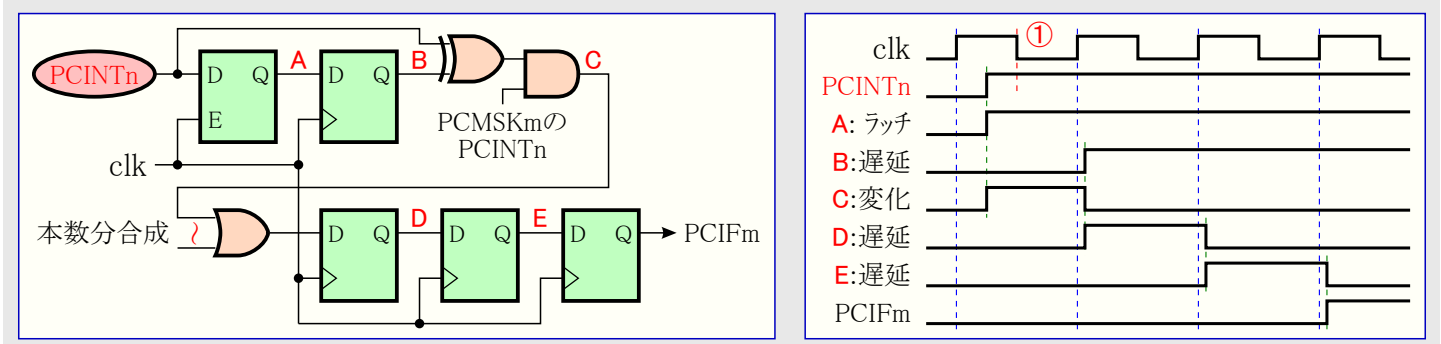 PCINTn
D Q
E
A
D Q
B
C
PCMSKmの
PCINTn
clk
本数分合成
~
D Q
D
D Q
E
D Q
PCIFm
clk
①
PCINTn
A: ラッチ
B:遅延
C:変化
D:遅延
E:遅延
PCIFm